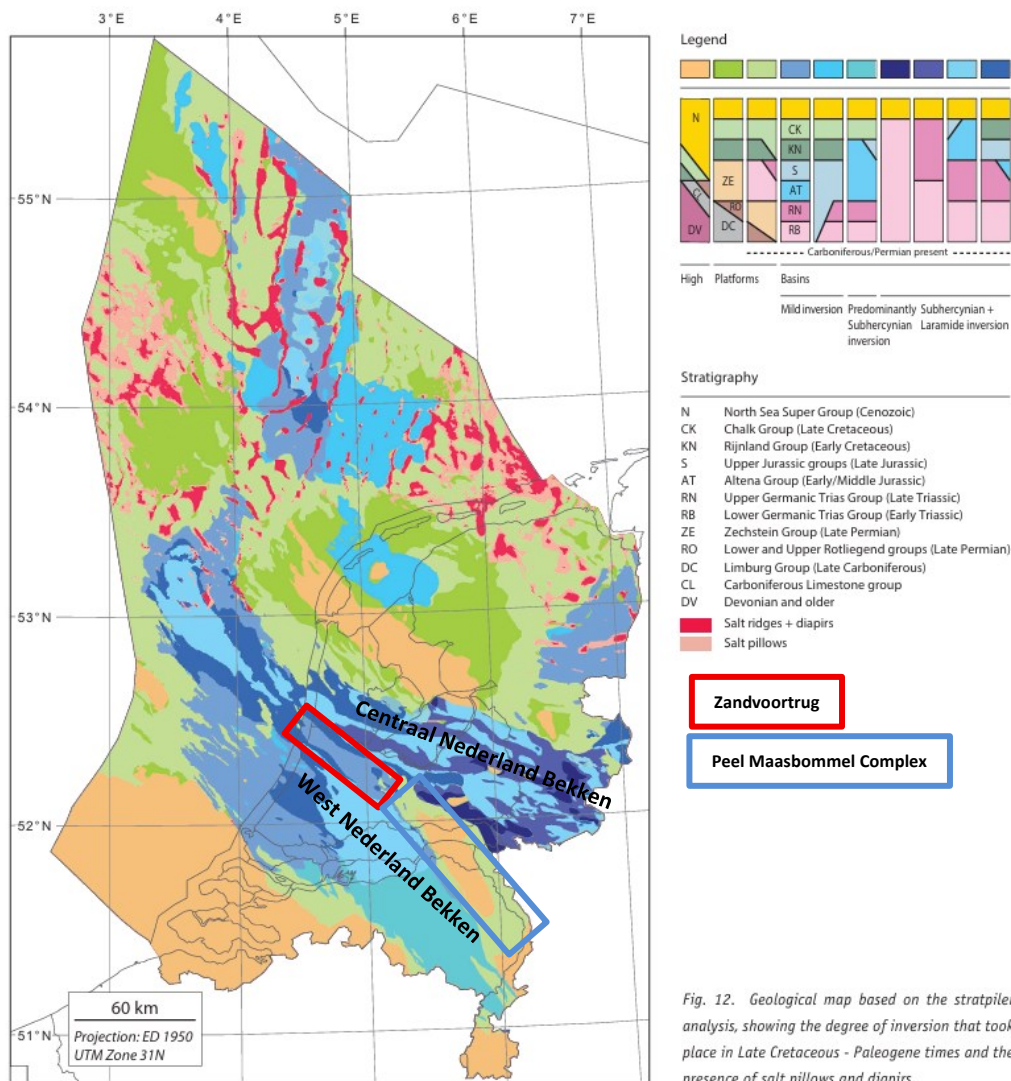 3° E 4° E 5° E 6° E 7° E
55° N
54° N
53° N
52° N
51° N
Centraal Nederland Bekken
West Nederland Bekken
60 km
Projection: ED 1950
UTM Zone 31N
Legend
N CK
KN
S
ZE
AT
CL RO
RN
DV DC RB
Carboniferous/Permian present
High Platforms Basins
Mild inversion Predominantly Subhercynian +
Subhercynian Laramide inversion
inversion
Stratigraphy
N North Sea Super Group (Cenozoic)
CK Chalk Group (Late Cretaceous)
KN Rijnland Group (Early Cretaceous)
S Upper Jurassic groups (Late Jurassic)
AT Altena Group (Early/Middle Jurassic)
RN Upper Germanic Trias Group (Late Triassic)
RB Lower Germanic Trias Group (Early Triassic)
ZE Zechstein Group (Late Permian)
RO Lower and Upper Rotliegend groups (Late Permian)
DC Limburg Group (Late Carboniferous)
CL Carboniferous Limestone group
DV Devonian and older
Salt ridges + diapirs
Salt pillows
Zandvoortrug
Peel Maasbommel Complex
Fig. 12. Geological map based on the stratpiler
analysis, showing the degree of inversion that took
place in Late Cretaceous - Paleogene times and the
presence of salt pillows and diapirs